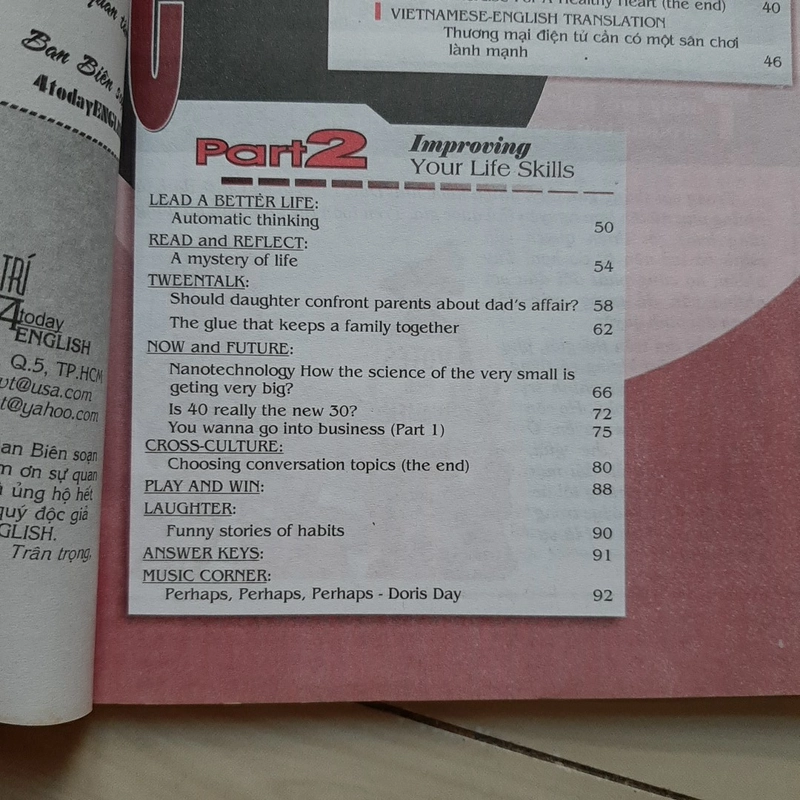 Ban Biên
4todayENGL
TRÍ
4today
ENGLISH
Q.5, TP.HCM
@usa.com
t@yahoo.com
Biên soạn
ơn sự quan
ủng hộ hết
quý độc giả
GLISH.
Trân trọng,
For A Healthy Heart (the end) 40
VIETNAMESE-ENGLISH TRANSLATION
Thương mại điện tử cần có một sân chơi
lành mạnh 46
Part 2 Improving
Your Life Skills
LEAD A BETTER LIFE:
Automatic thinking 50
READ and REFLECT:
A mystery of life 54
TWEENTALK:
Should daughter confront parents about dad's affair? 58
The glue that keeps a family together 62
NOW and FUTURE:
Nanotechnology How the science of the very small is
geting very big? 66
Is 40 really the new 30? 72
You wanna go into business (Part 1) 75
CROSS-CULTURE:
Choosing conversation topics (the end) 80
PLAY AND WIN: 88
LAUGHTER:
Funny stories of habits 90
ANSWER KEYS: 91
MUSIC CORNER:
Perhaps, Perhaps, Perhaps - Doris Day 92